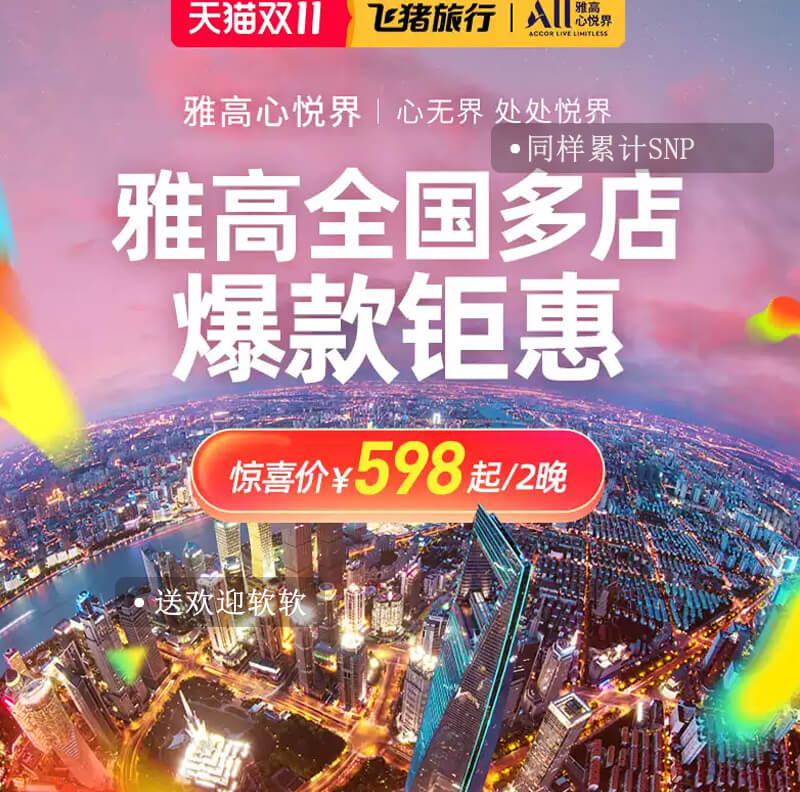 天猫双11 飞猪旅行 All 雅高心悦界
ACCOR LIVE LIMITLESS
雅高心悦界 | 心无界 处处悦界
•同样累计SNP
雅高全国多店
爆款钜惠
惊喜价¥598起/2晚
• 送欢迎软软